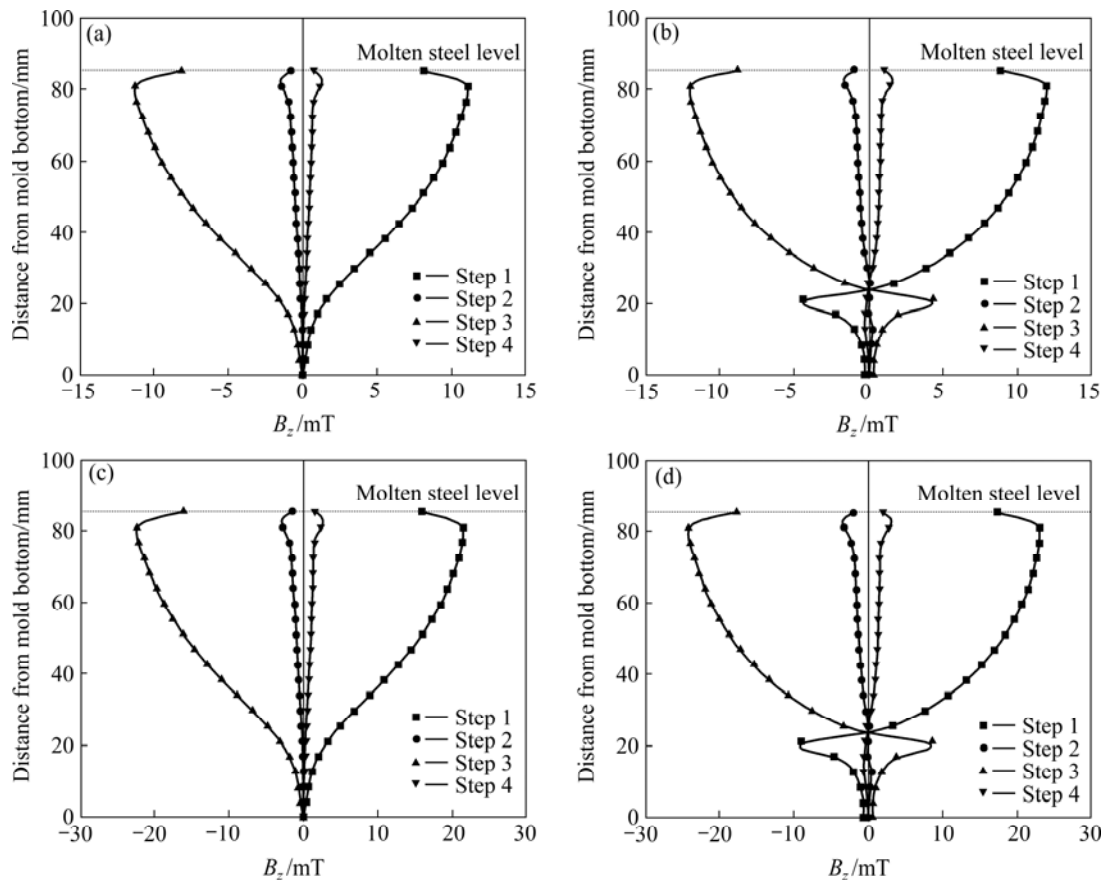 (a)
100
80
60
40
20
0
Distance from mold bottom/mm
Molten steel level
Step 1
Step 2
Step 3
Step 4
−15 −10 −5 0 5 10 15
Bz/mT
(b)
100
80
60
40
20
0
Distance from mold bottom/mm
Molten steel level
Step 1
Step 2
Step 3
Step 4
−15 −10 −5 0 5 10 15
Bz/mT
(c)
100
80
60
40
20
0
Distance from mold bottom/mm
Molten steel level
Step 1
Step 2
Step 3
Step 4
−30 −20 −10 0 10 20 30
Bz/mT
(d)
100
80
60
40
20
0
Distance from mold bottom/mm
Molten steel level
Step 1
Step 2
Step 3
Step 4
−30 −20 −10 0 10 20 30
Bz/mT